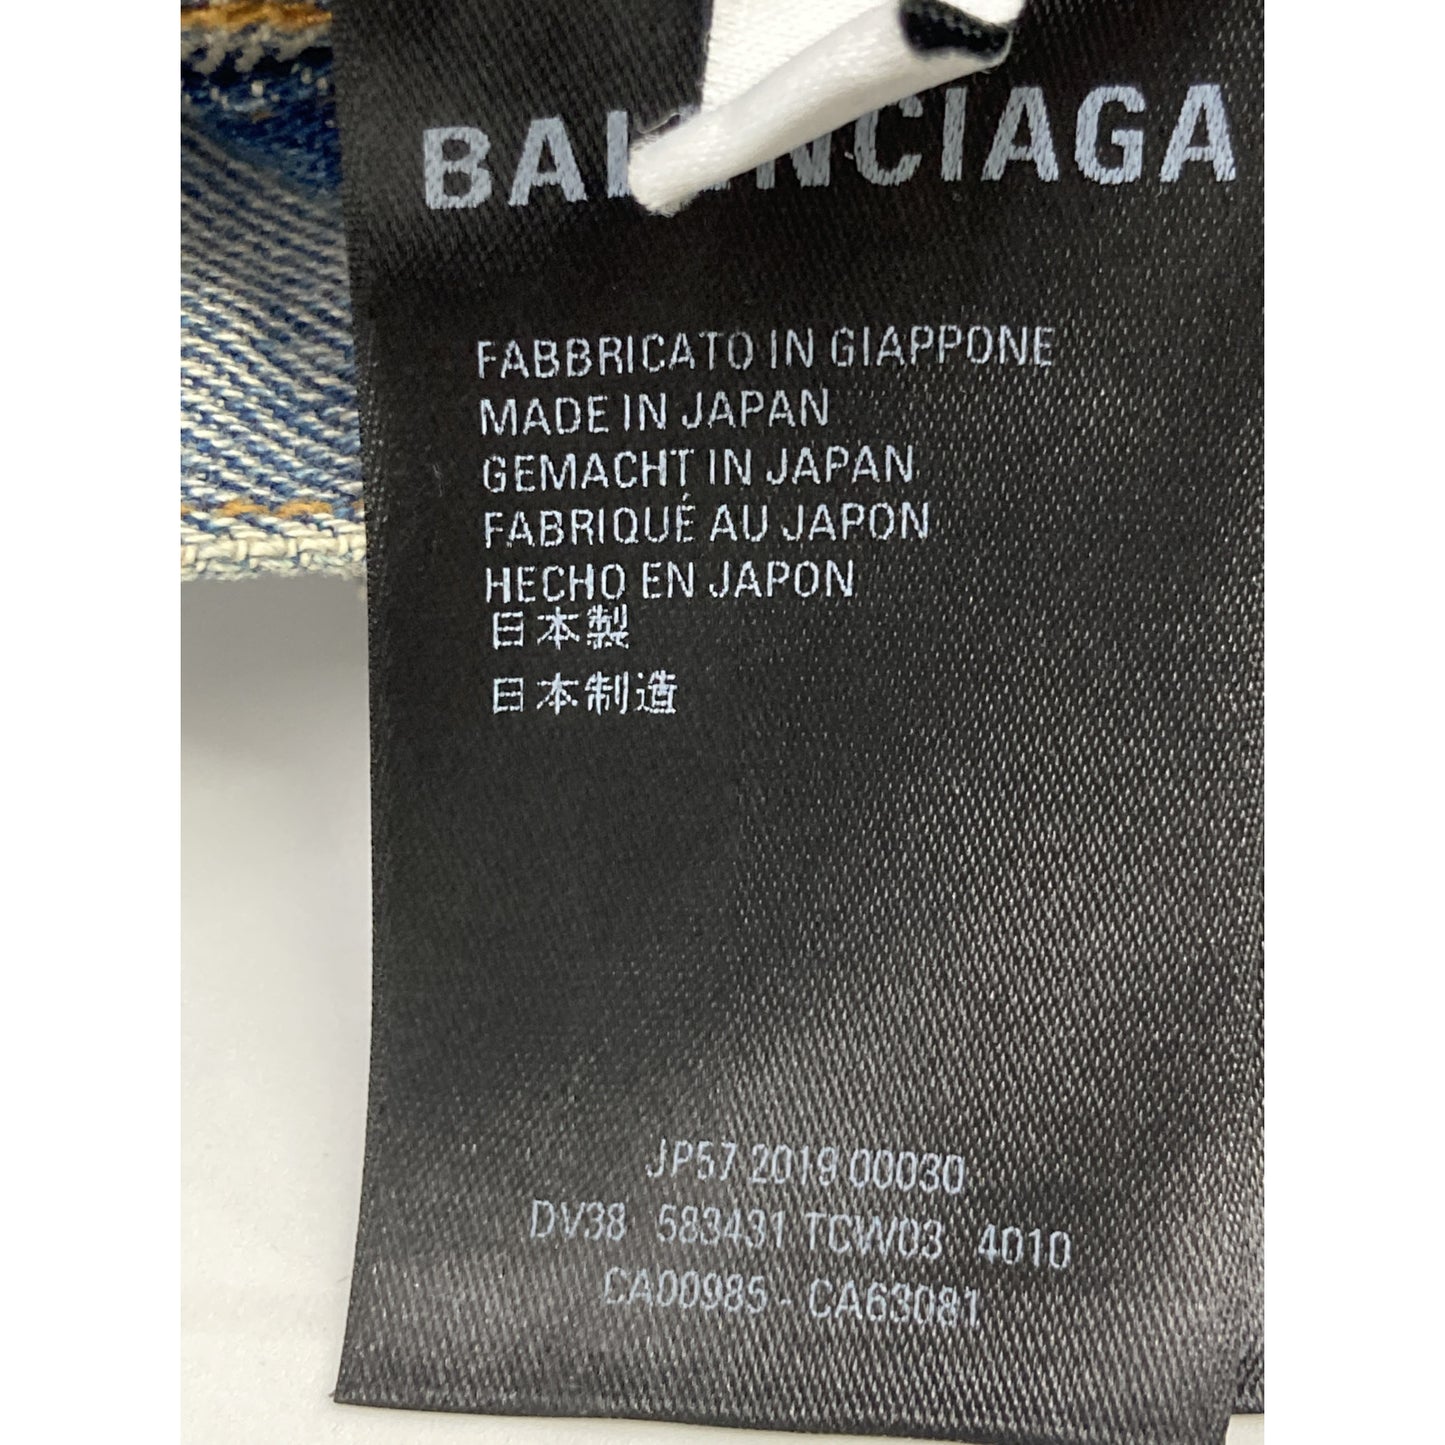 BALENCIAGA
FABBRICATO IN GIAPPONE
MADE IN JAPAN
GEMACHT IN JAPAN
FABRIQUÉ AU JAPON
HECHO EN JAPON
日本製
日本制造
JP57 2019 00030
DV38 583431 TCW03 4010
CA00985 - CA63081